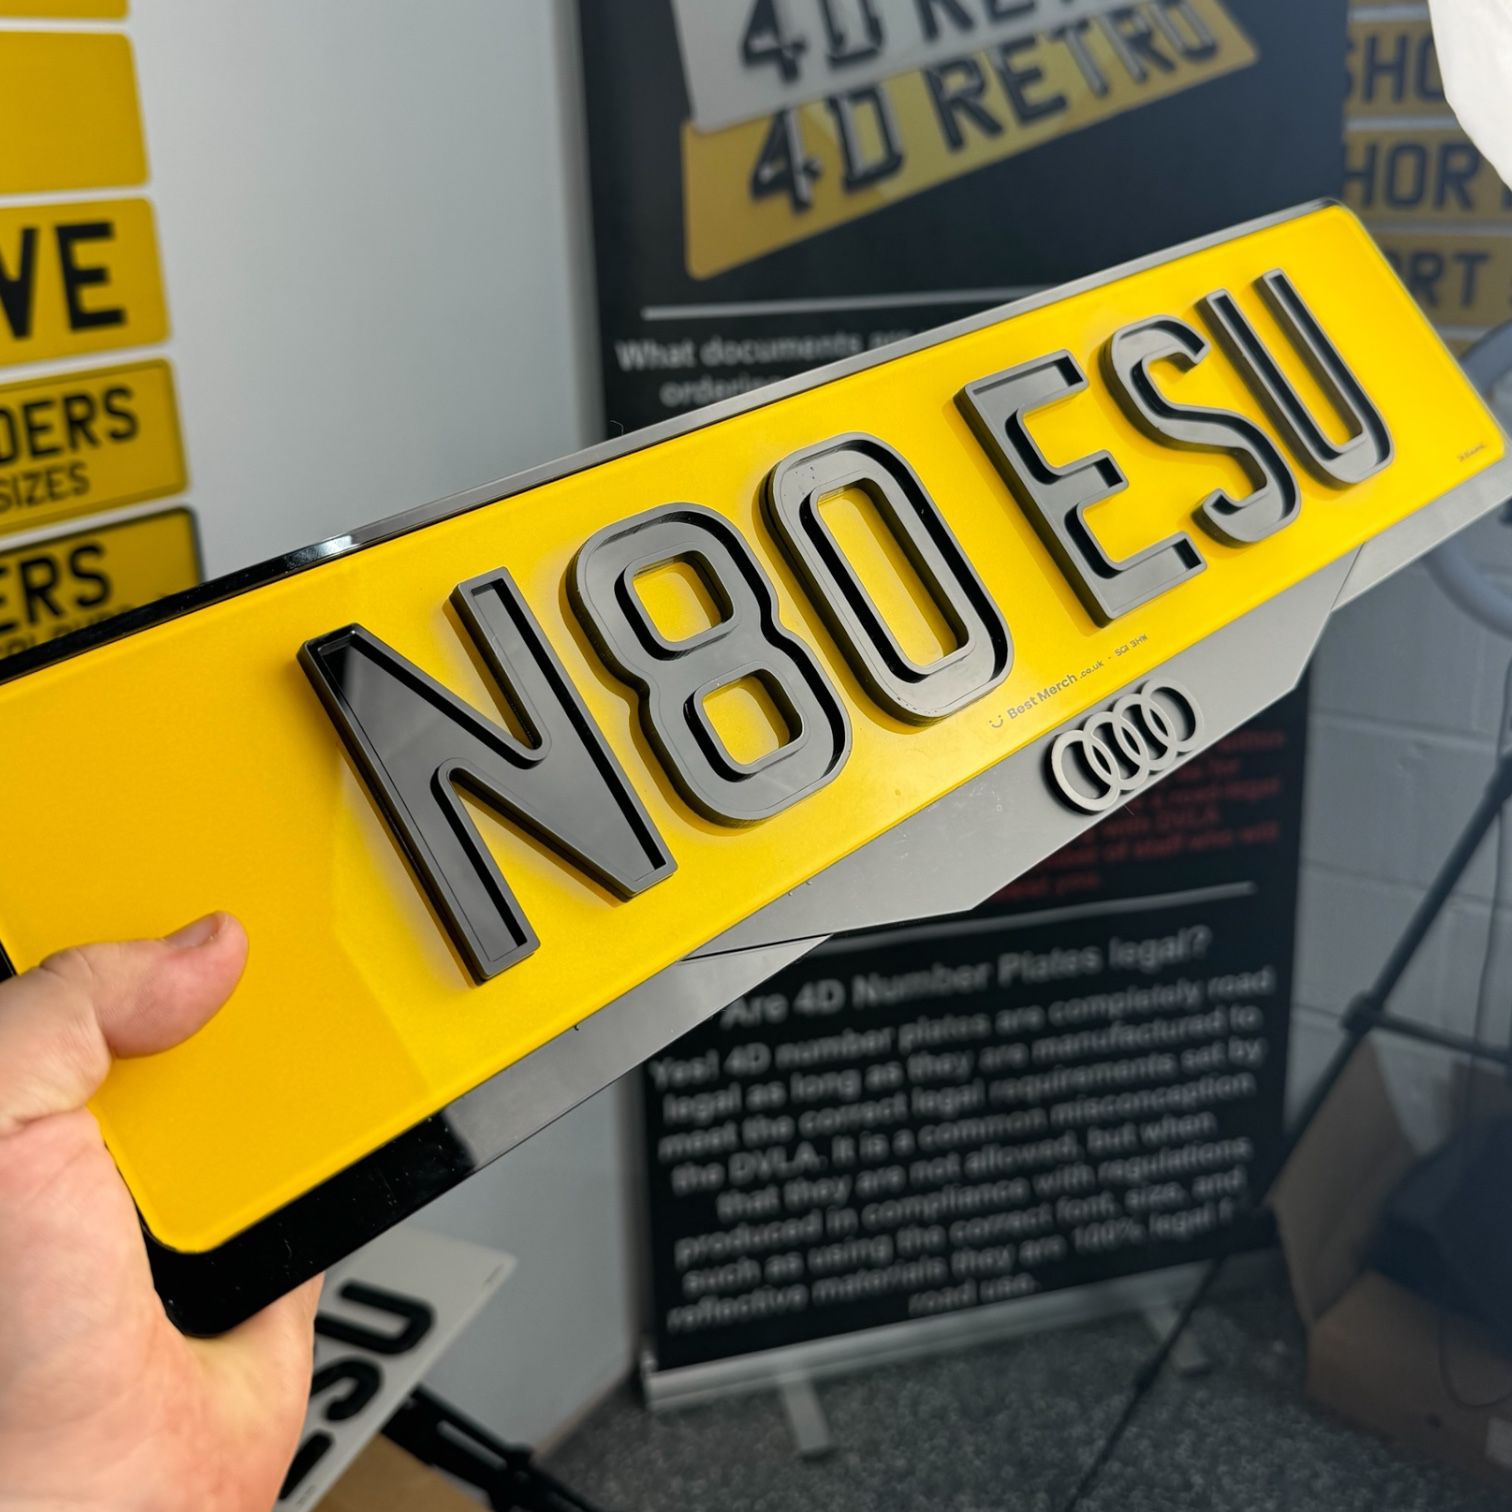 4D RETRO
4D RETRO
SHO
SHORT
ORT
VE
DERS
SIZES
ERS
What documents
N80 ESU
Best Merch .co.uk - SG1 3HW
Are 4D Number Plates legal?
Yes! 4D number plates are completely road
legal as long as they are manufactured to
meet the correct legal requirements set by
the DVLA. It is a common misconception
that they are not allowed, but when
produced in compliance with regulations
such as using the correct font, size, and
reflective materials they are 100% legal f
road use.
SU